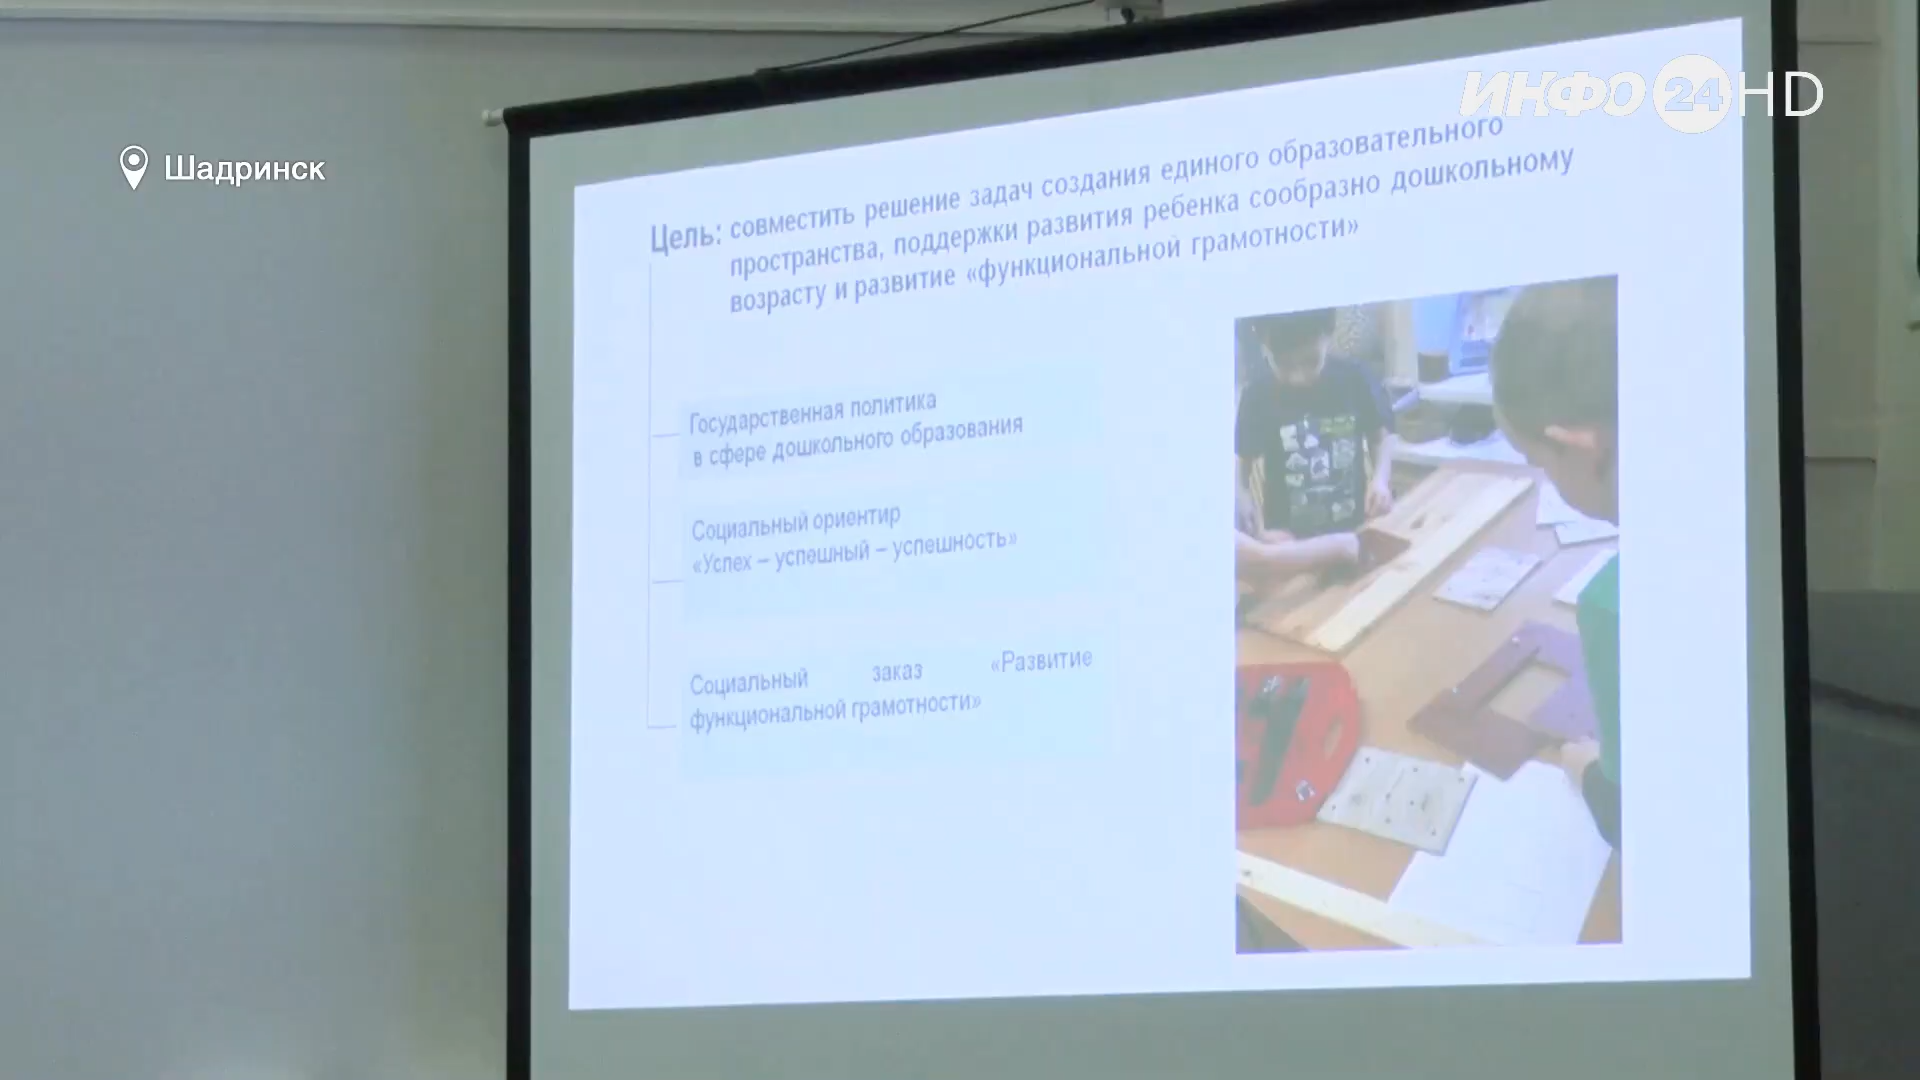 ИНФО 24 HD
Шадринск
Цель: совместить решение задач создания единого образовательного
пространства, поддержки развития ребенка сообразно дошкольному
возрасту и развитие «функциональной грамотности»
Государственная политика
в сфере дошкольного образования
Социальный ориентир
«Успех – успешный – успешность»
Социальный заказ «Развитие
функциональной грамотности»